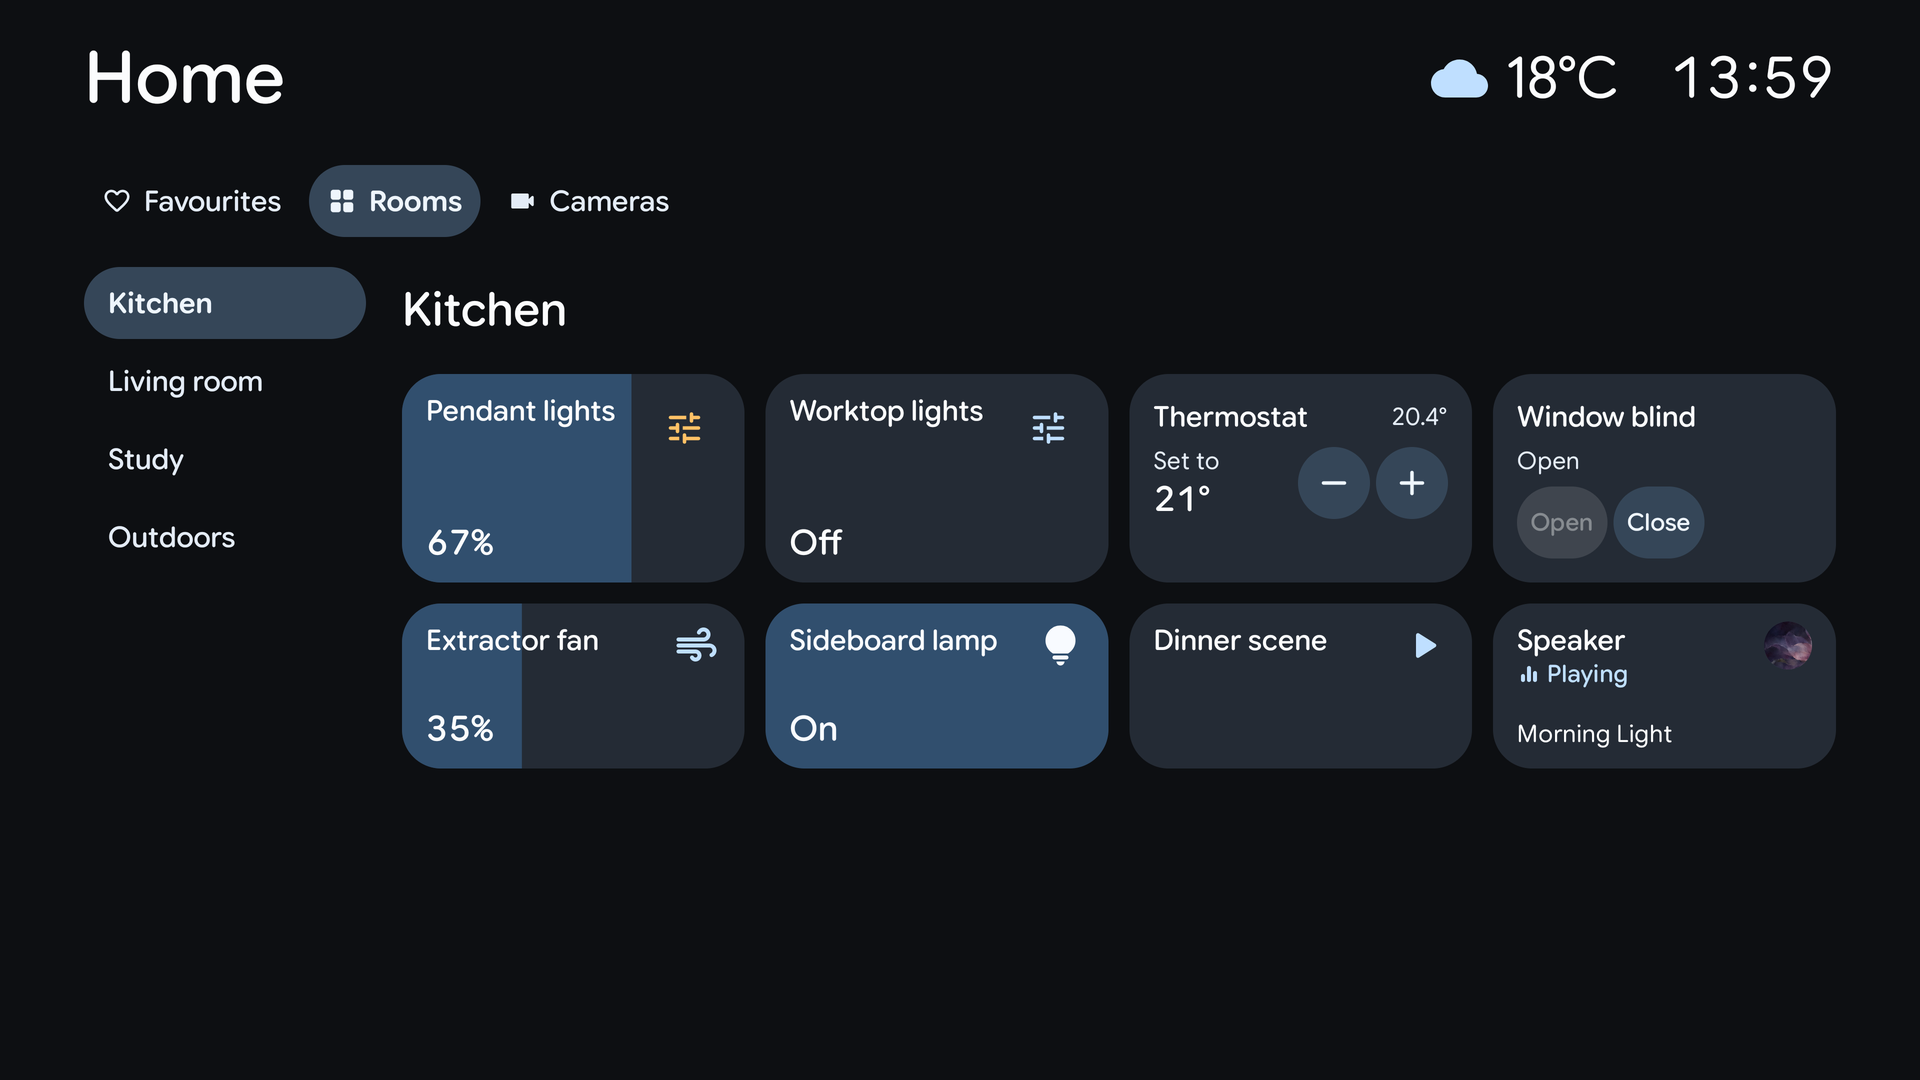 Home
18°C 13:59
Favourites Rooms Cameras
Kitchen
Living room
Study
Outdoors
Kitchen
Pendant lights
67%
Worktop lights
Off
Thermostat 20.4°
Set to
21°
Window blind
Open
Open Close
Extractor fan
35%
Sideboard lamp
On
Dinner scene
Speaker
Playing
Morning Light